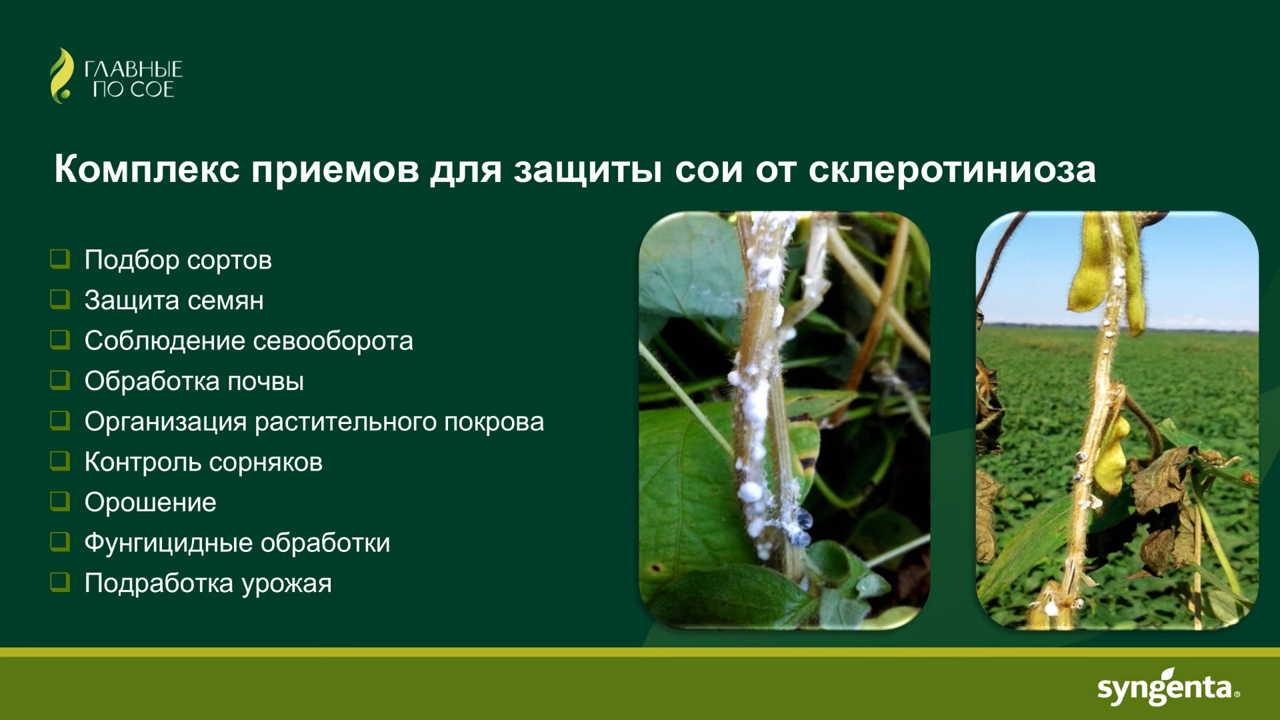 ГЛАВНЫЕ
ПО СОЕ
Комплекс приемов для защиты сои от склеротиниоза
Подбор сортов
Защита семян
Соблюдение севооборота
Обработка почвы
Организация растительного покрова
Контроль сорняков
Орошение
Фунгицидные обработки
Подработка урожая
syngenta®